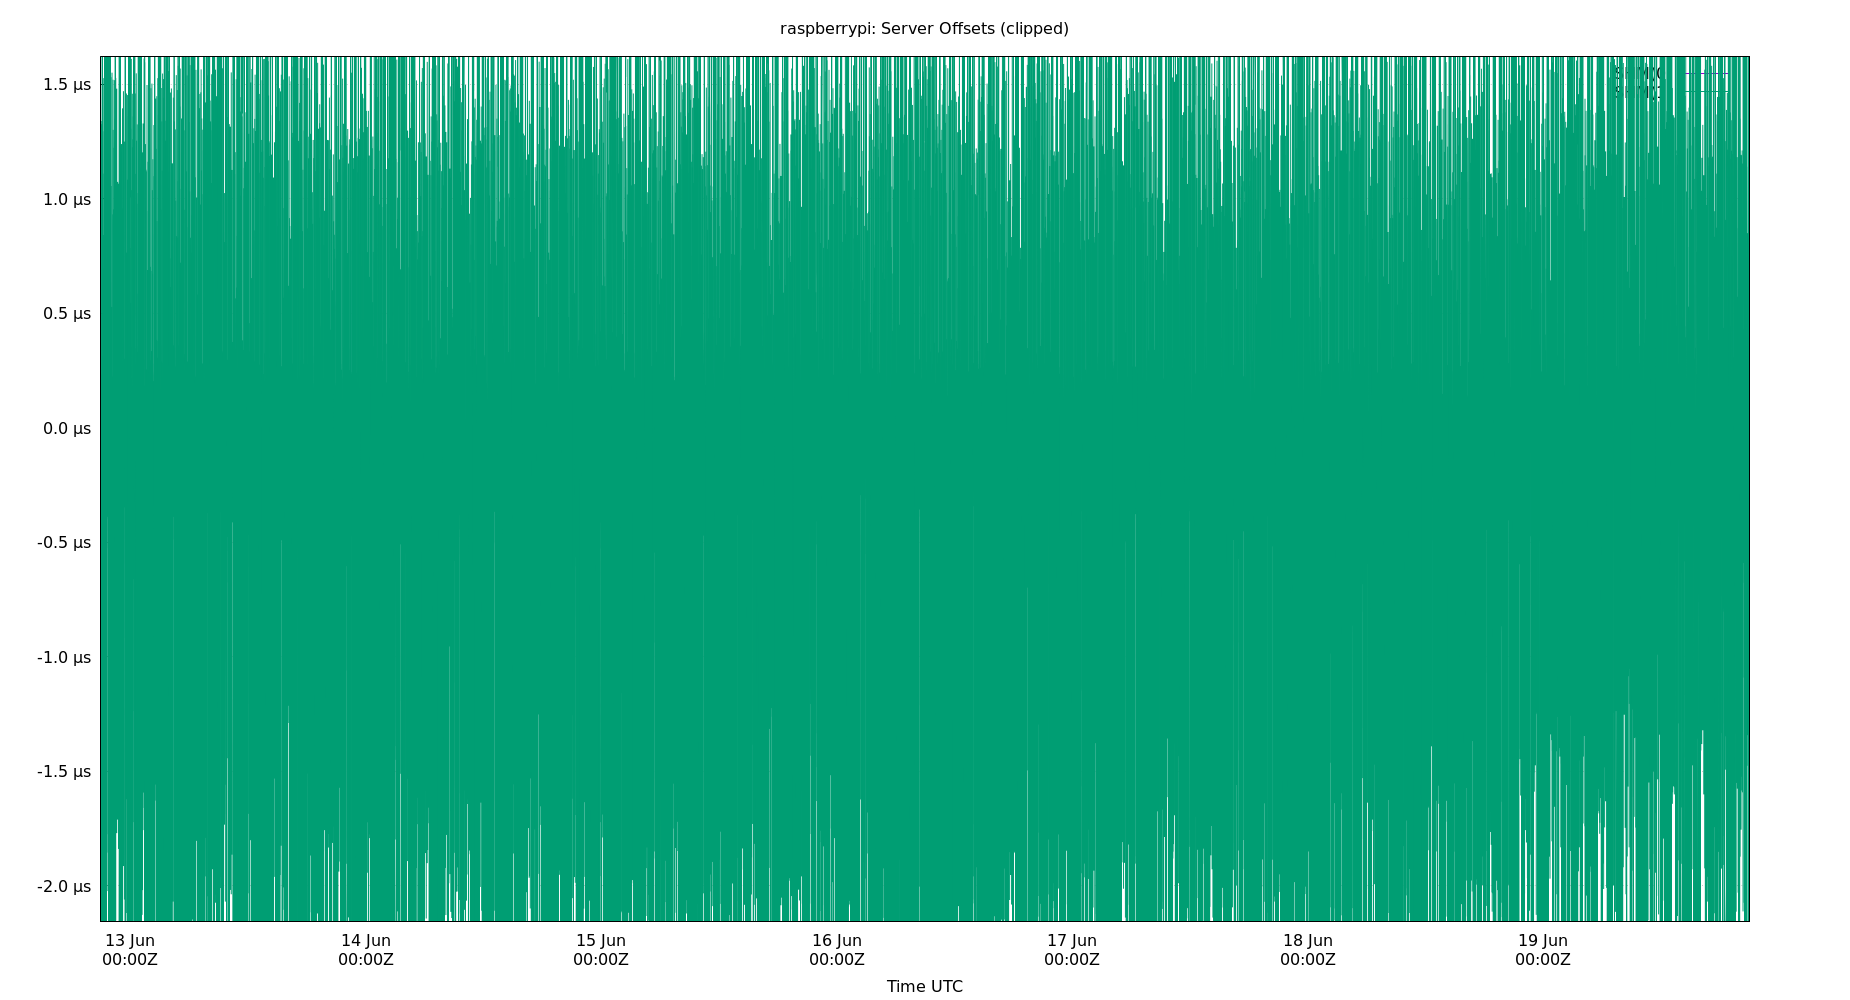 raspberrypi: Server Offsets (clipped)
1.5 µs
1.0 µs
0.5 µs
0.0 µs
-0.5 µs
-1.0 µs
-1.5 µs
-2.0 µs
13 Jun 14 Jun 15 Jun 16 Jun 17 Jun 18 Jun 19 Jun
00:00Z 00:00Z 00:00Z 00:00Z 00:00Z 00:00Z 00:00Z
Time UTC